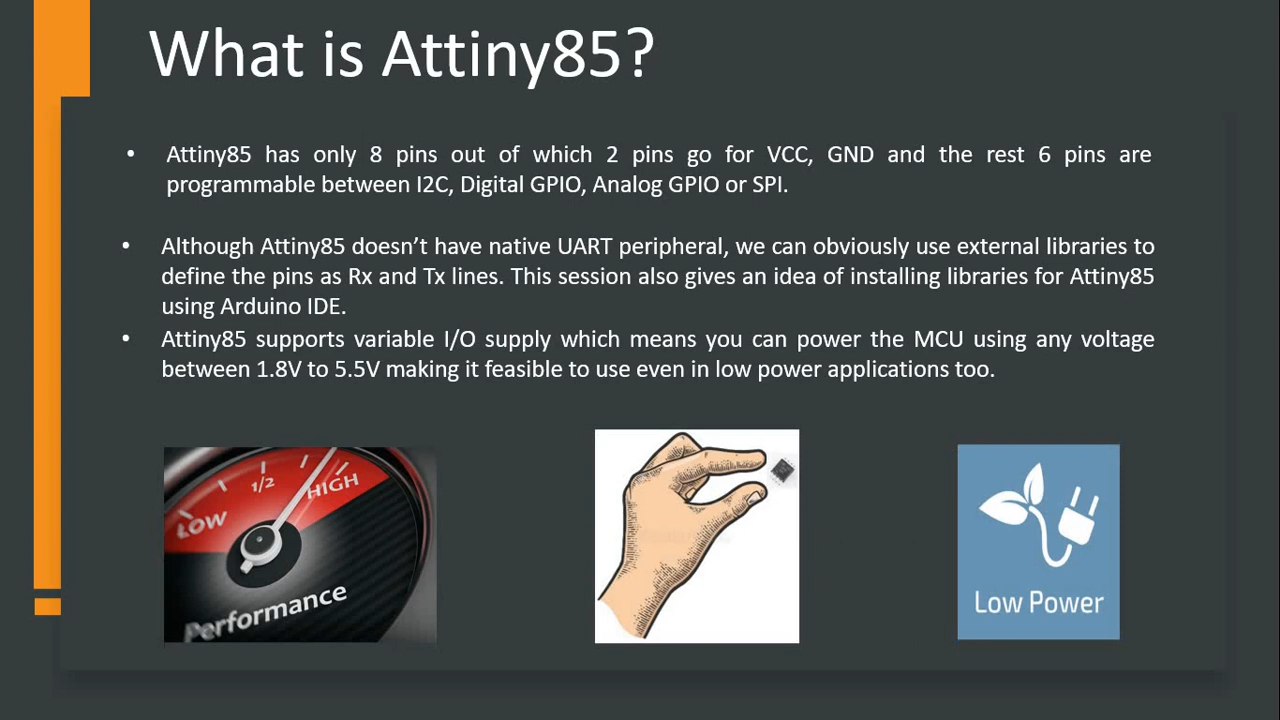 What is Attiny85?
• Attiny85 has only 8 pins out of which 2 pins go for VCC, GND and the rest 6 pins are
programmable between I2C, Digital GPIO, Analog GPIO or SPI.
• Although Attiny85 doesn’t have native UART peripheral, we can obviously use external libraries to
define the pins as Rx and Tx lines. This session also gives an idea of installing libraries for Attiny85
using Arduino IDE.
• Attiny85 supports variable I/O supply which means you can power the MCU using any voltage
between 1.8V to 5.5V making it feasible to use even in low power applications too.
LOW 1/2 HIGH
Performance
Low Power